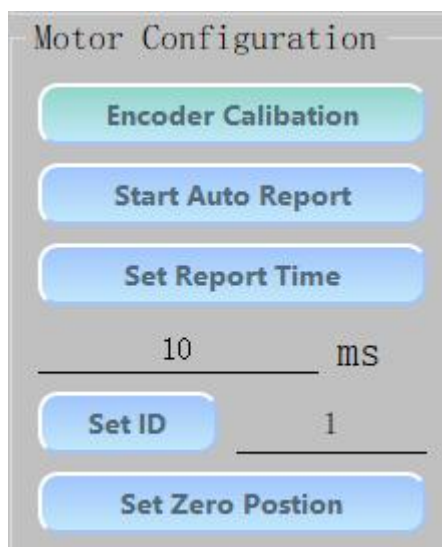 Motor Configuration
Encoder Calibation
Start Auto Report
Set Report Time
10 ms
Set ID 1
Set Zero Postion